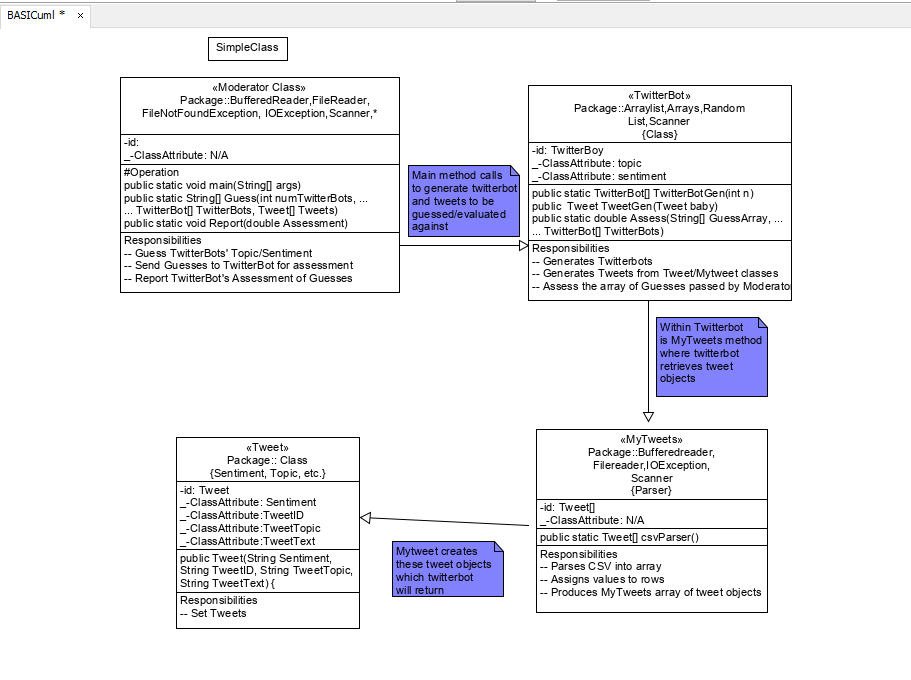 BASICuml * ×
SimpleClass
«Moderator Class»
Package::BufferedReader,FileReader,
FileNotFoundException, IOException,Scanner,*
-id:
_-ClassAttribute: N/A
#Operation
public static void main(String[] args)
public static String[] Guess(int numTwitterBots, ...
... TwitterBot[] TwitterBots, Tweet[] Tweets)
public static void Report(double Assessment)
Responsibilities
-- Guess TwitterBots' Topic/Sentiment
-- Send Guesses to TwitterBot for assessment
-- Report TwitterBot's Assessment of Guesses
Main method calls
to generate twitterbot
and tweets to be
guessed/evaluated
against
«TwitterBot»
Package::Arraylist,Arrays,Random
List,Scanner
{Class}
-id: TwitterBoy
_-ClassAttribute: topic
_-ClassAttribute: sentiment
public static TwitterBot[] TwitterBotGen(int n)
public  Tweet TweetGen(Tweet baby)
public static double Assess(String[] GuessArray, ...
... TwitterBot[] TwitterBots)
Responsibilities
-- Generates Twitterbots
-- Generates Tweets from Tweet/Mytweet classes
-- Assess the array of Guesses passed by Moderato
Within Twitterbot
is MyTweets method
where twitterbot
retrieves tweet
objects
«Tweet»
Package:: Class
{Sentiment, Topic, etc.}
-id: Tweet
_-ClassAttribute: Sentiment
_-ClassAttribute:TweetID
_-ClassAttribute:TweetTopic
_-ClassAttribute:TweetText
public Tweet(String Sentiment,
String TweetID, String TweetTopic,
String TweetText) {
Responsibilities
-- Set Tweets
Mytweet creates
these tweet objects
which twitterbot
will return
«MyTweets»
Package::Bufferedreader,
Filereader,IOException,
Scanner
{Parser}
-id: Tweet[]
_-ClassAttribute: N/A
public static Tweet[] csvParser()
Responsibilities
-- Parses CSV into array
-- Assigns values to rows
-- Produces MyTweets array of tweet objects